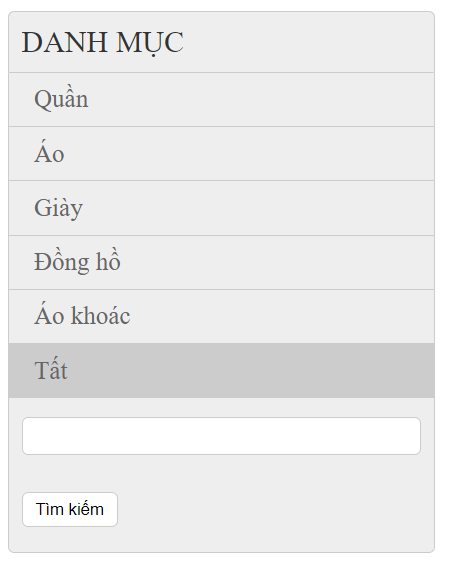 DANH MỤC
Quần
Áo
Giày
Đồng hồ
Áo khoác
Tất
Tìm kiếm